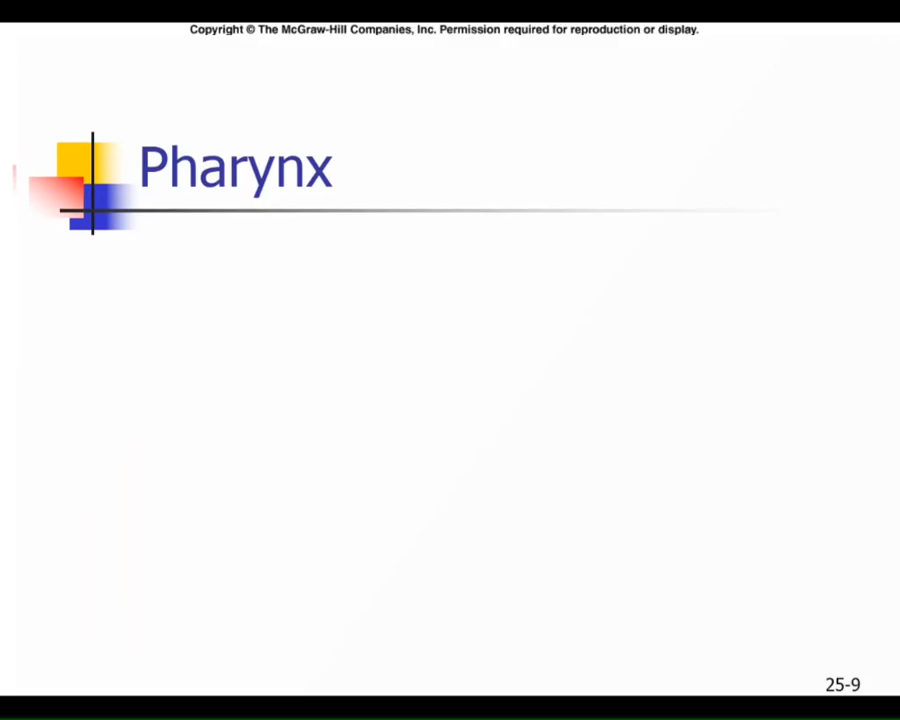 Copyright © The McGraw-Hill Companies, Inc. Permission required for reproduction or display.
Pharynx
25-9